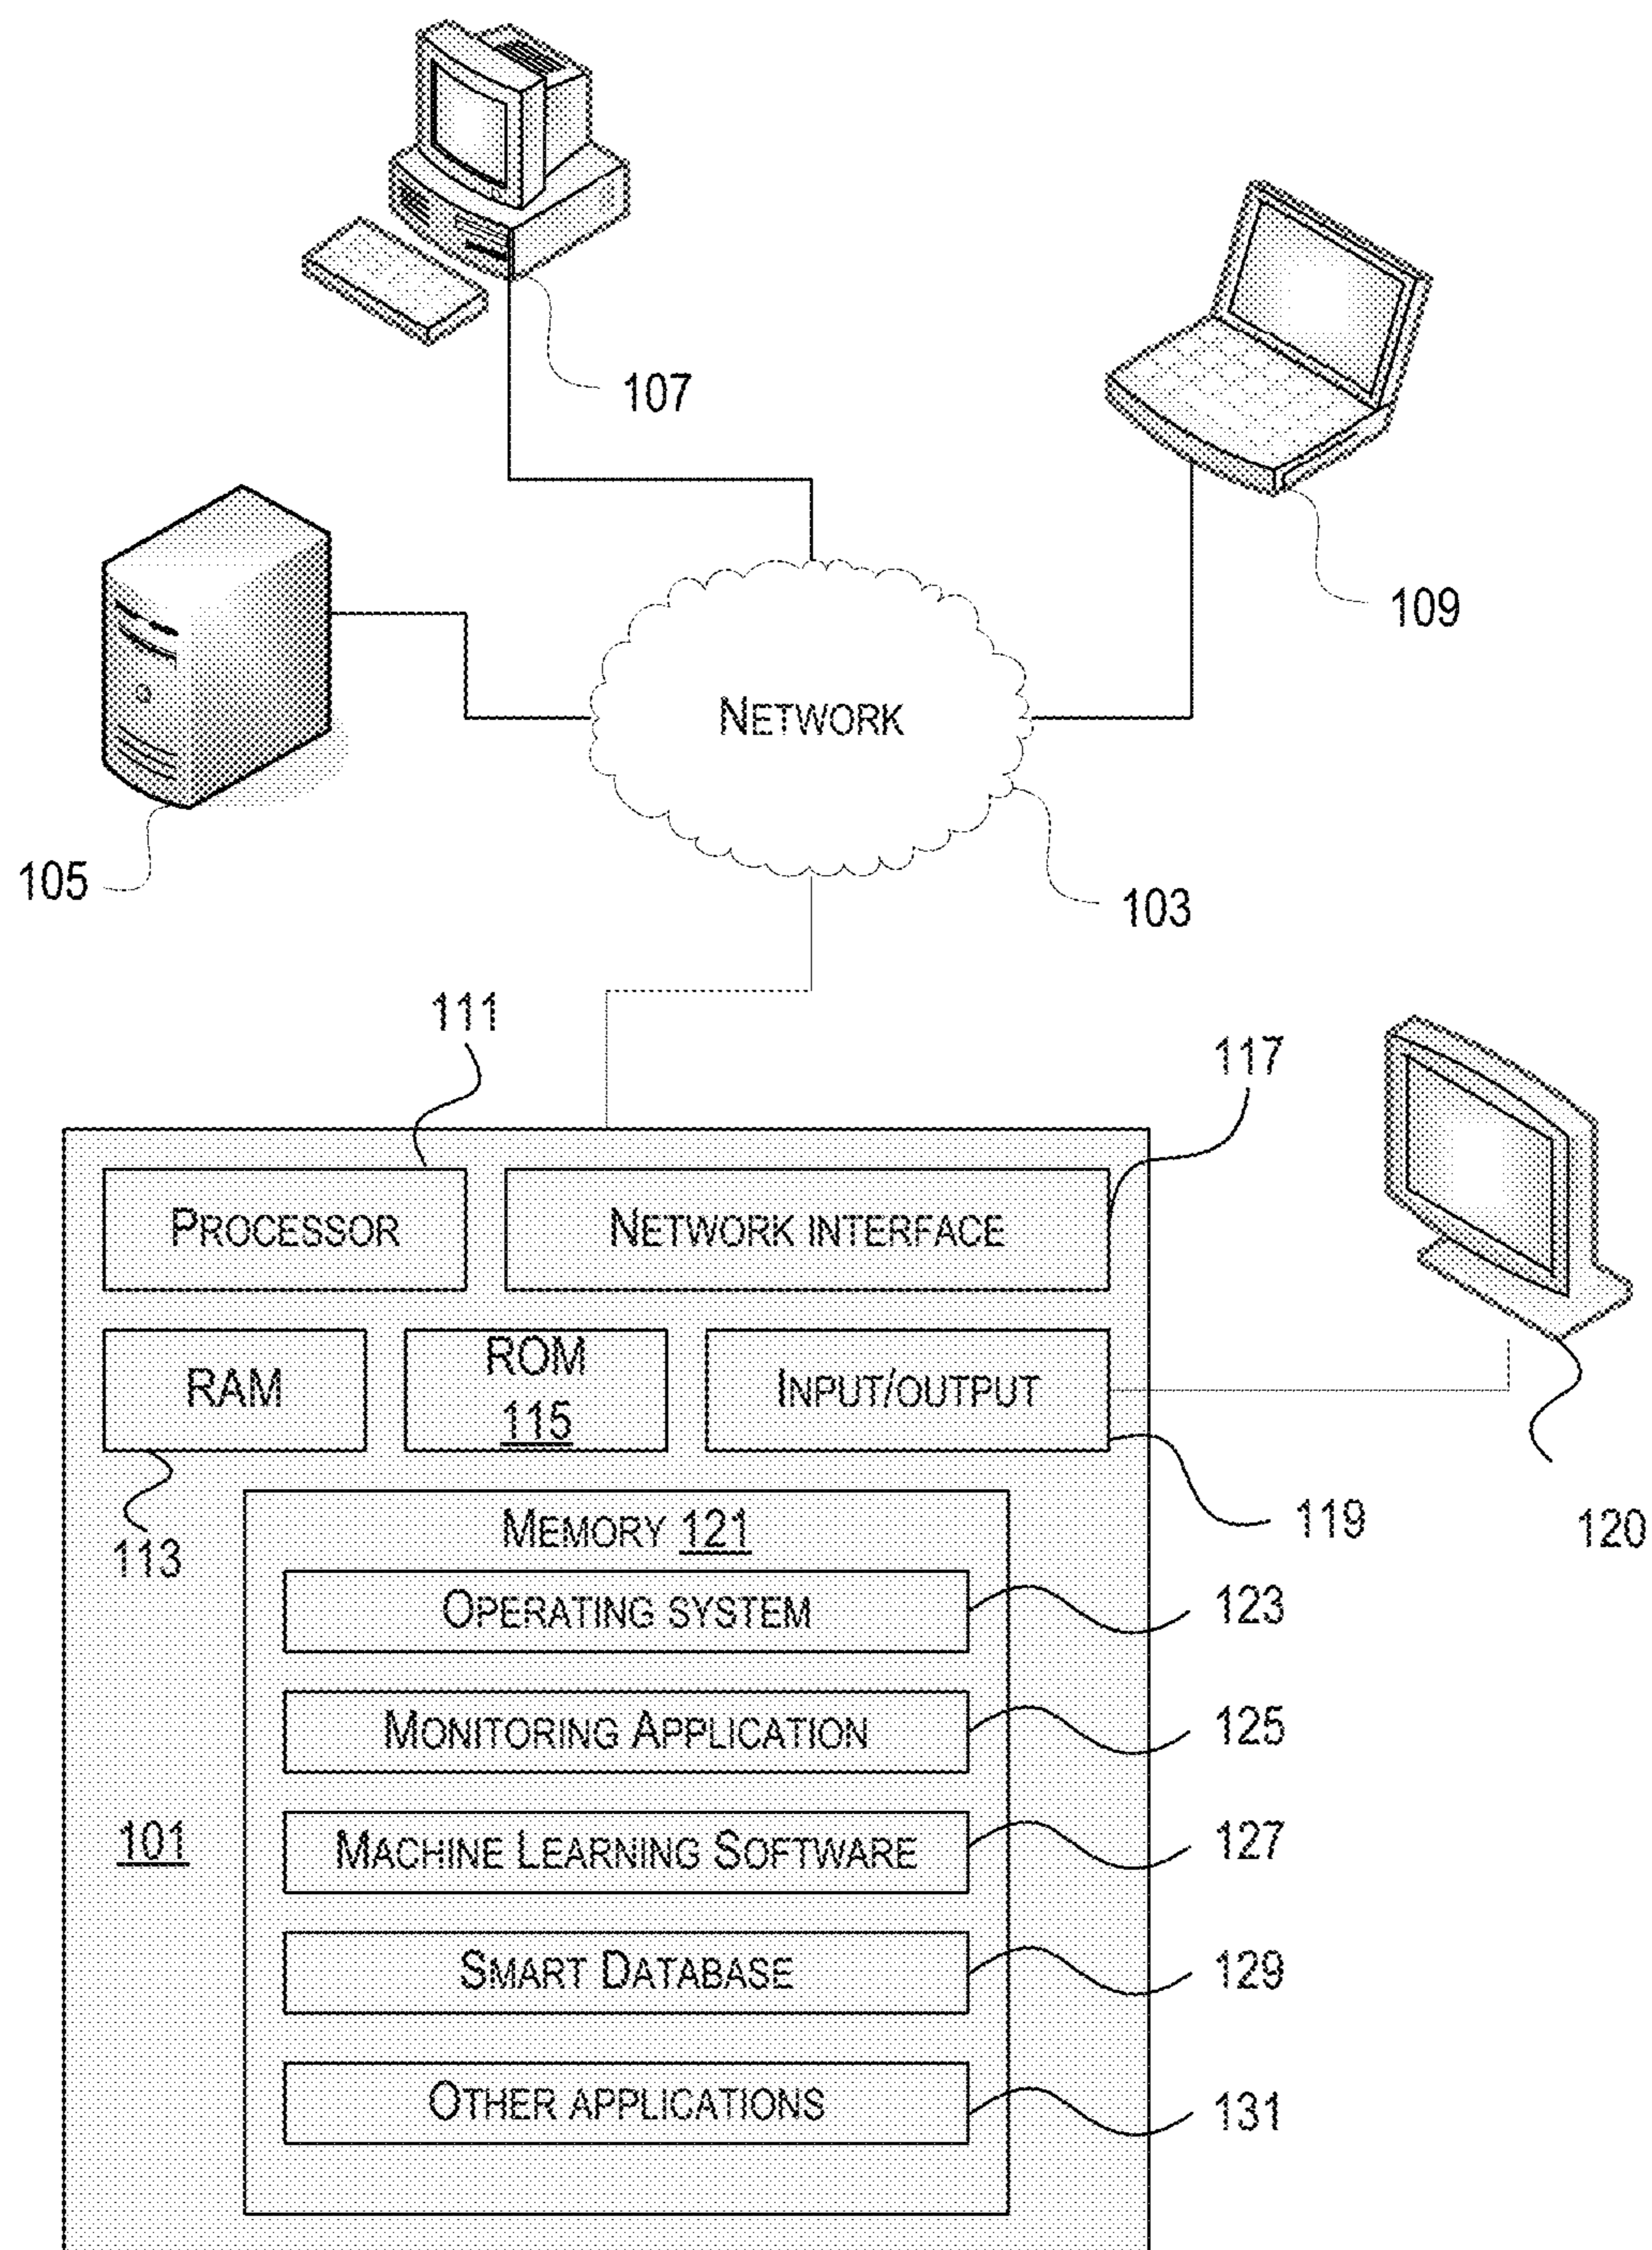 107
109
NETWORK
105
103
111
117
PROCESSOR
NETWORK INTERFACE
RAM
ROM
115
INPUT/OUTPUT
113
119
120
MEMORY 121
OPERATING SYSTEM
123
MONITORING APPLICATION
125
101
MACHINE LEARNING SOFTWARE
127
SMART DATABASE
129
OTHER APPLICATIONS
131